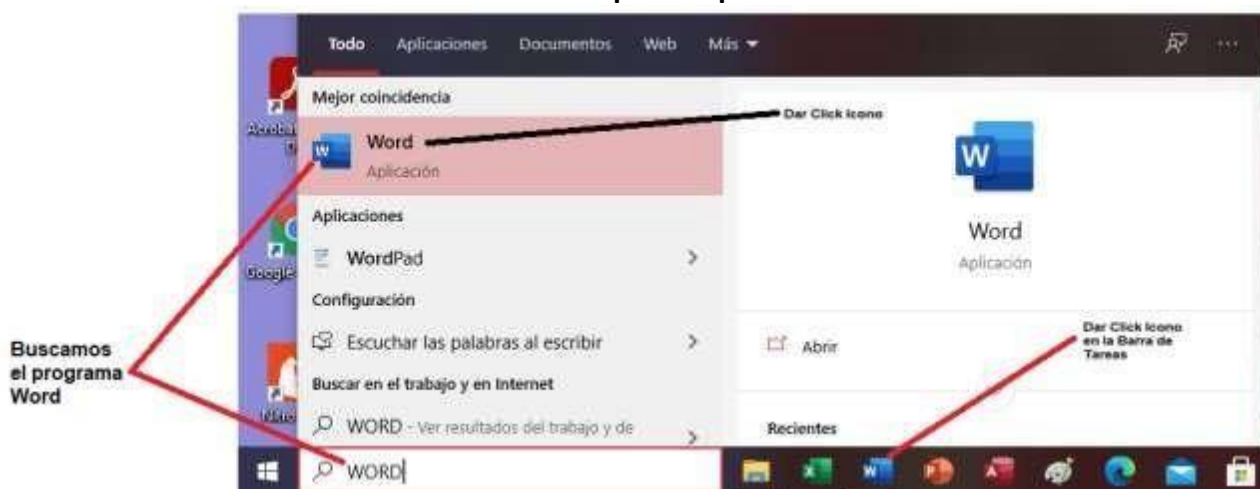 Todo Aplicaciones Documentos Web Más
Mejor coincidencia
Dar Click Icono
Word
Aplicación
Word
Aplicación
Aplicaciones
WordPad
Configuración
Escuchar las palabras al escribir
Buscar en el trabajo y en Internet
WORD - Ver resultados del trabajo y de
WORD
Abrir
Recientes
Dar Click Icono
en la Barra de
Tareas
Buscamos
el programa
Word